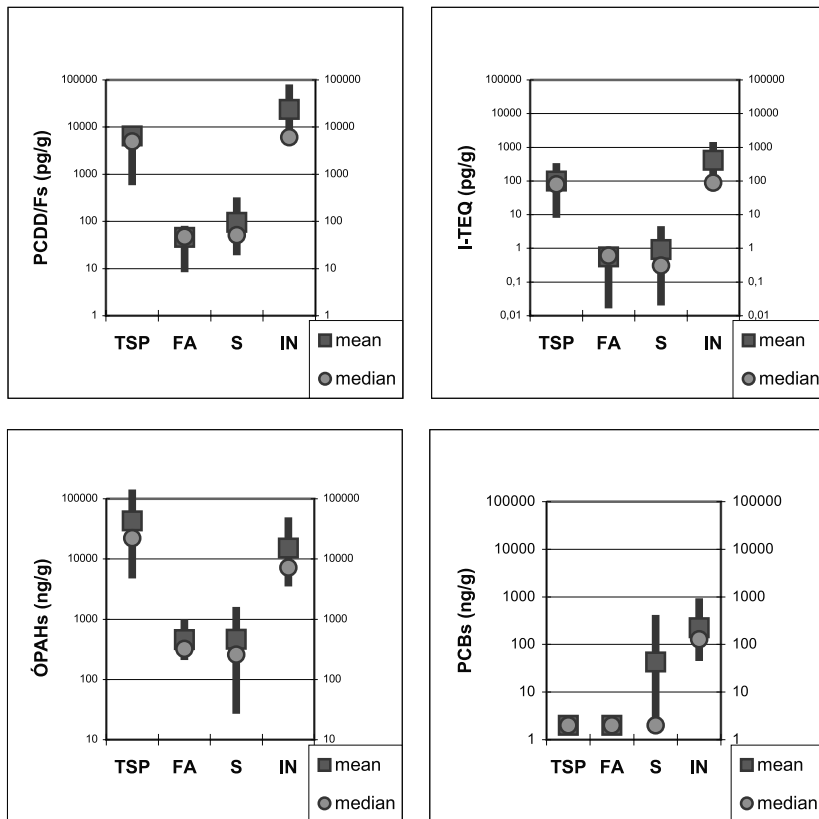 PCDD/Fs (pg/g)
100000 100000
10000 10000
1000 1000
100 100
10 10
1 1
TSP FA S IN
mean
median
I-TEQ (pg/g)
100000 100000
10000 10000
1000 1000
100 100
10 10
1 1
0,1 0,1
0,01 0,01
TSP FA S IN
mean
median
ÓPAHs (ng/g)
100000 100000
10000 10000
1000 1000
100 100
10 10
TSP FA S IN
mean
median
PCBs (ng/g)
100000 100000
10000 10000
1000 1000
100 100
10 10
1 1
TSP FA S IN
mean
median